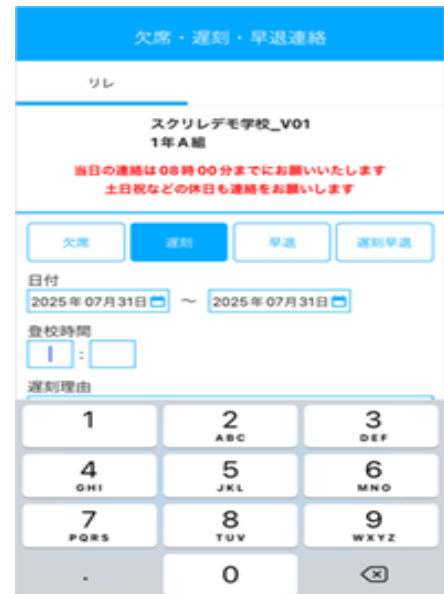 欠席・遅刻・早退連絡
リレ
スクリレデモ学校_V01
1年A組
当日の連絡は08時00分までにお願いいたします
土日祝などの休日も連絡をお願いします
欠席 遅刻 早退 遅刻早退
日付
2025年07月31日 ～ 2025年07月31日
登校時間
:
遅刻理由
1 2 3
ABC DEF
4 5 6
GHI JKL MNO
7 8 9
PQRS TUV WXYZ
. 0